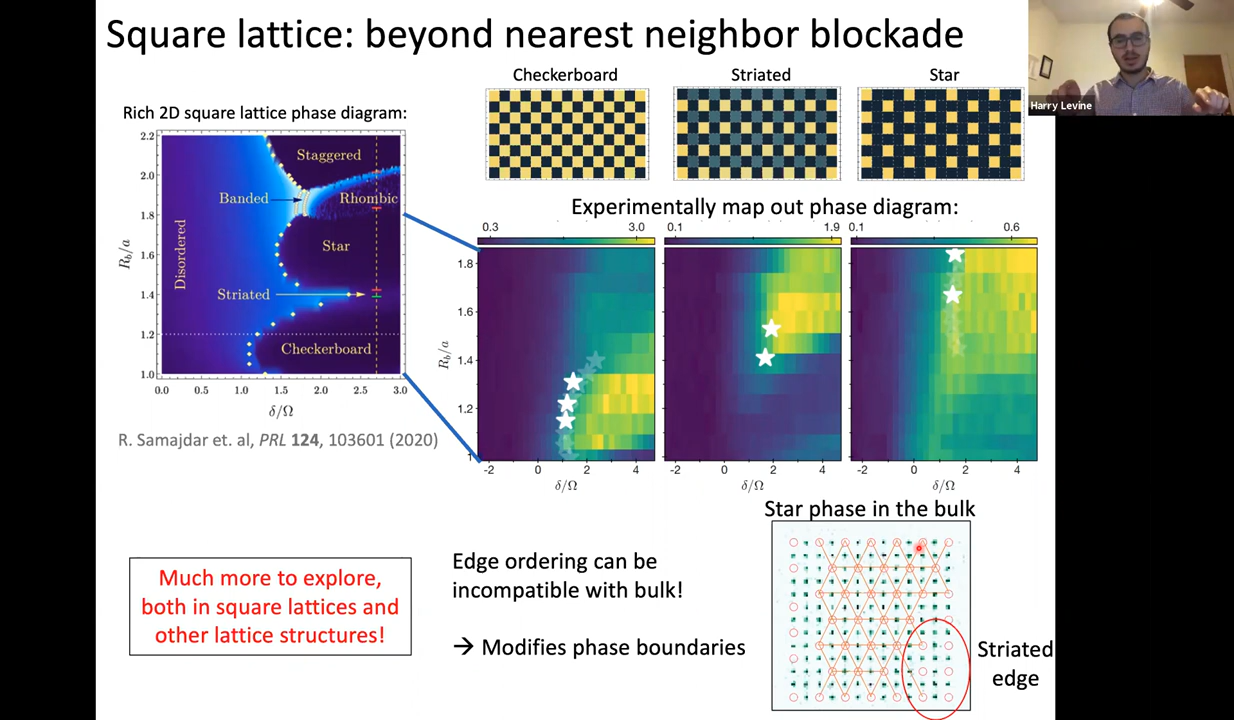 Square lattice: beyond nearest neighbor blockade
Harry Levine
Checkerboard
Striated
Star
Rich 2D square lattice phase diagram:
2.2
2.0
1.8
1.6
1.4
1.2
1.0
R_b/a
0.0
0.5
1.0
1.5
2.0
2.5
3.0
δ/Ω
Disordered
Staggered
Banded
Rhombic
Star
Striated
Checkerboard
R. Samajdar et. al, PRL 124, 103601 (2020)
Experimentally map out phase diagram:
0.3
3.0
0.1
1.9
0.1
0.6
1.8
1.6
1.4
1.2
1
R_b/a
-2
0
2
4
δ/Ω
-2
0
2
4
δ/Ω
-2
0
2
4
δ/Ω
Much more to explore,
both in square lattices and
other lattice structures!
Edge ordering can be
incompatible with bulk!
→ Modifies phase boundaries
Star phase in the bulk
Striated
edge